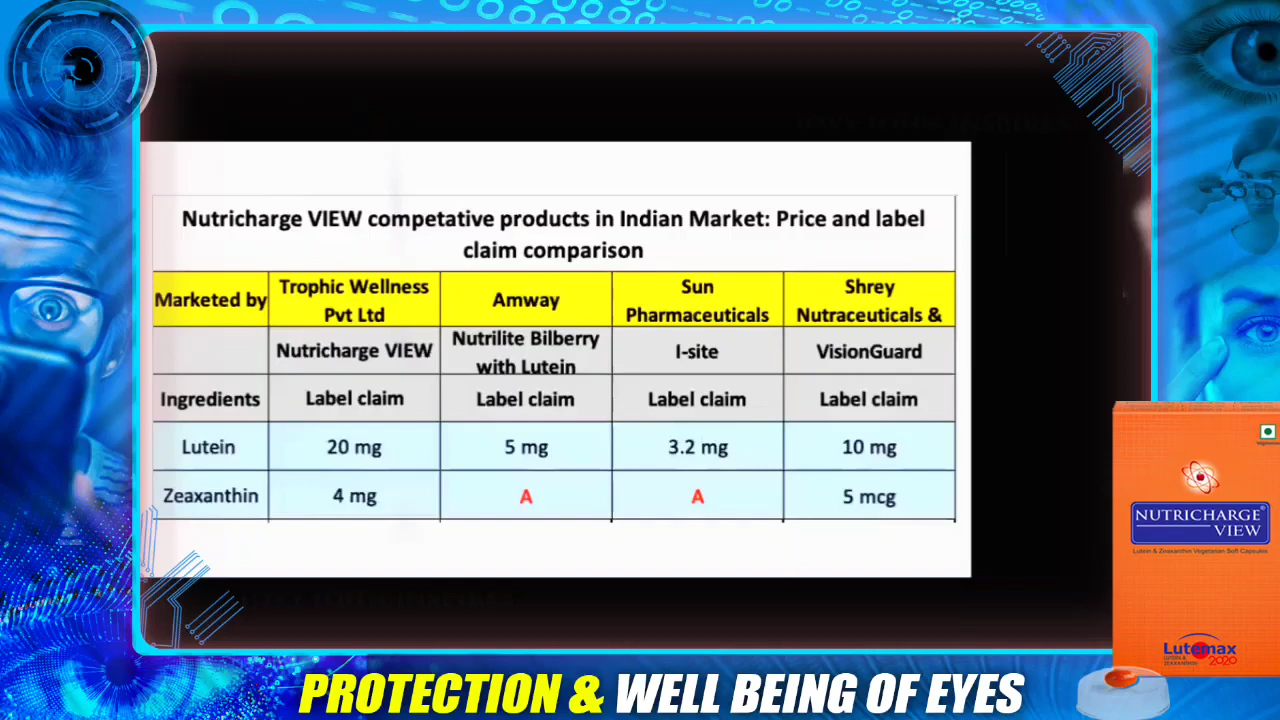 Nutricharge VIEW competative products in Indian Market: Price and label
claim comparison
Marketed by
Trophic Wellness
Pvt Ltd
Amway
Sun
Pharmaceuticals
Shrey
Nutraceuticals &
Nutricharge VIEW
Nutrilite Bilberry
with Lutein
I-site
VisionGuard
Ingredients
Label claim
Label claim
Label claim
Label claim
Lutein
20 mg
5 mg
3.2 mg
10 mg
Zeaxanthin
4 mg
A
A
5 mcg
NUTRICHARGE®
VIEW
Lutein & Zeaxanthin Vegetarian Soft Capsules
Lutemax
LUTEIN &
ZEAXANTHIN
2020
PROTECTION & WELL BEING OF EYES